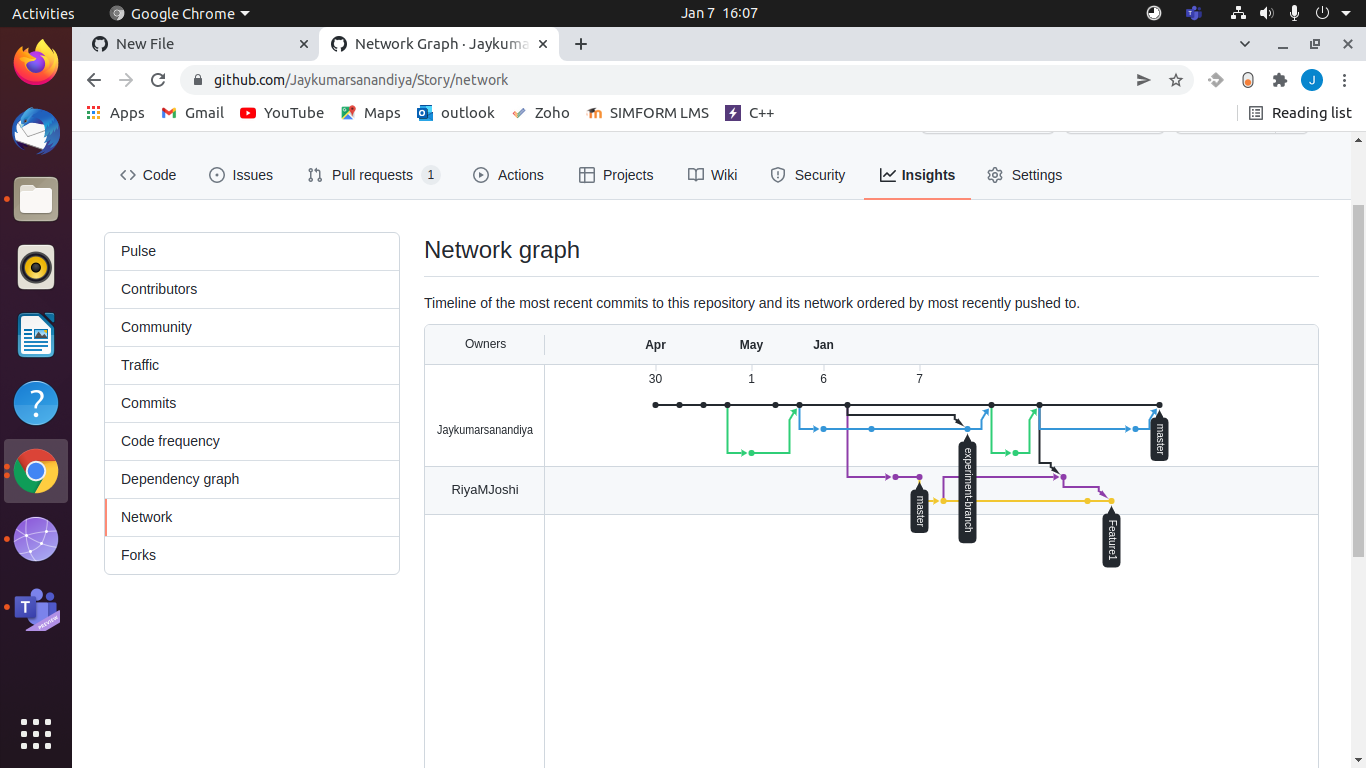 Activities Google Chrome Jan 7 16:07
New File Network Graph · Jaykuma
github.com/Jaykumarsanandiya/Story/network J
Apps Gmail YouTube Maps outlook Zoho SIMFORM LMS C++ Reading list
Code Issues Pull requests 1 Actions Projects Wiki Security Insights Settings
Pulse
Contributors
Community
Traffic
Commits
Code frequency
Dependency graph
Network
Forks
Network graph
Timeline of the most recent commits to this repository and its network ordered by most recently pushed to.
Owners Apr May Jan
30 1 6 7
Jaykumarsanandiya
master
experiment-branch
RiyaMJoshi
master
Feature1
T
PREVIEW